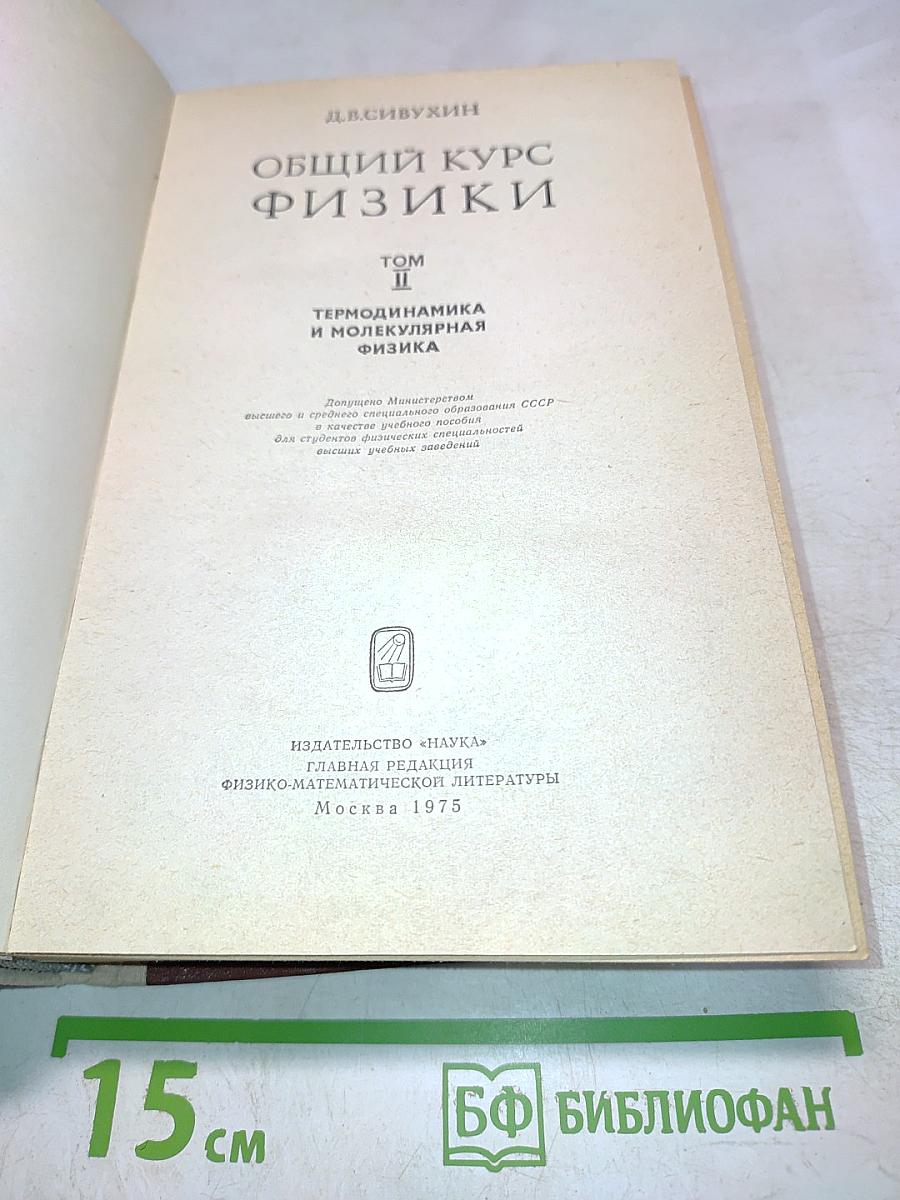 Д.В.СИВУХИН
ОБЩИЙ КУРС
ФИЗИКИ
ТОМ
II
ТЕРМОДИНАМИКА
И МОЛЕКУЛЯРНАЯ
ФИЗИКА
Допущено Министерством
высшего и среднего специального образования СССР
в качестве учебного пособия
для студентов физических специальностей
высших учебных заведений
ИЗДАТЕЛЬСТВО «НАУКА»
ГЛАВНАЯ РЕДАКЦИЯ
ФИЗИКО-МАТЕМАТИЧЕСКОЙ ЛИТЕРАТУРЫ
Москва 1975
15 см
БФ БИБЛИОФАН